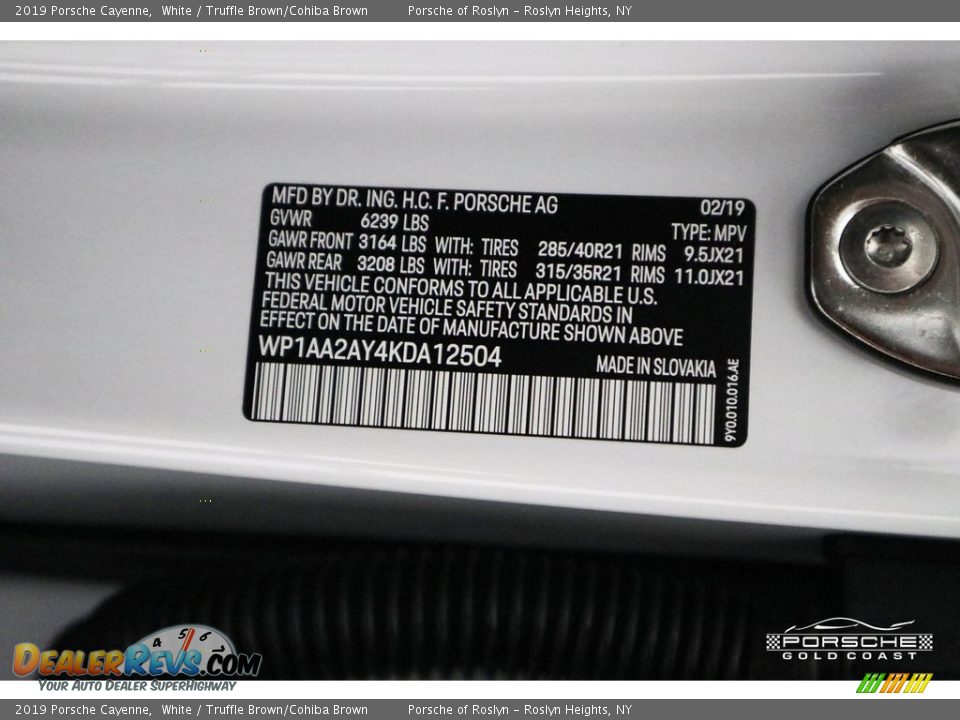 2019 Porsche Cayenne, White / Truffle Brown/Cohiba Brown Porsche of Roslyn - Roslyn Heights, NY
MFD BY DR. ING. H.C. F. PORSCHE AG 02/19
GVWR 6239 LBS TYPE: MPV
GAWR FRONT 3164 LBS WITH: TIRES 285/40R21 RIMS 9.5JX21
GAWR REAR 3208 LBS WITH: TIRES 315/35R21 RIMS 11.0JX21
THIS VEHICLE CONFORMS TO ALL APPLICABLE U.S.
FEDERAL MOTOR VEHICLE SAFETY STANDARDS IN
EFFECT ON THE DATE OF MANUFACTURE SHOWN ABOVE
WP1AA2AY4KDA12504 MADE IN SLOVAKIA
9Y0.010.016.AE
4 5 6
DEALERREVS.COM
YOUR AUTO DEALER SUPERHIGHWAY
PORSCHE
GOLD COAST
2019 Porsche Cayenne, White / Truffle Brown/Cohiba Brown Porsche of Roslyn - Roslyn Heights, NY